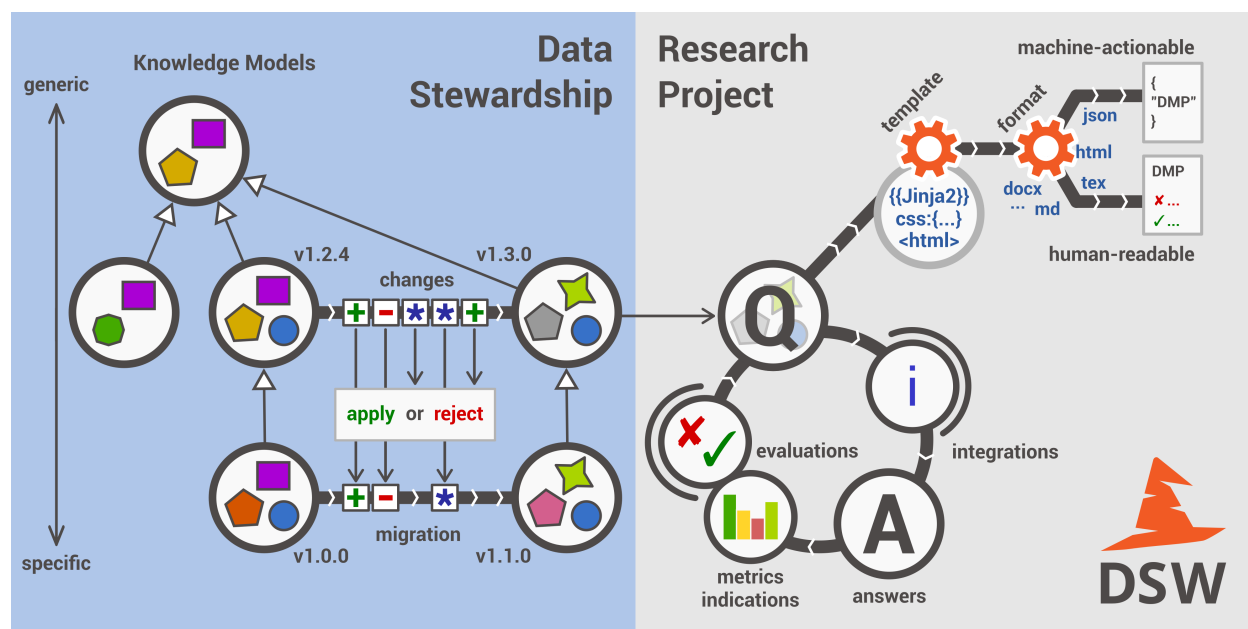 Data
Stewardship
Knowledge Models
generic
v1.2.4
v1.3.0
changes
+ - * * +
apply or reject
+ - *
migration
v1.0.0
v1.1.0
specific
Research
Project
template
format
machine-actionable
{
"DMP"
}
json
html
docx
... md
tex
DMP
✘...
✓...
human-readable
{{Jinja2}}
css:{...}
<html>
Q
i
integrations
✘✓
evaluations
A
answers
metrics
indications
DSW